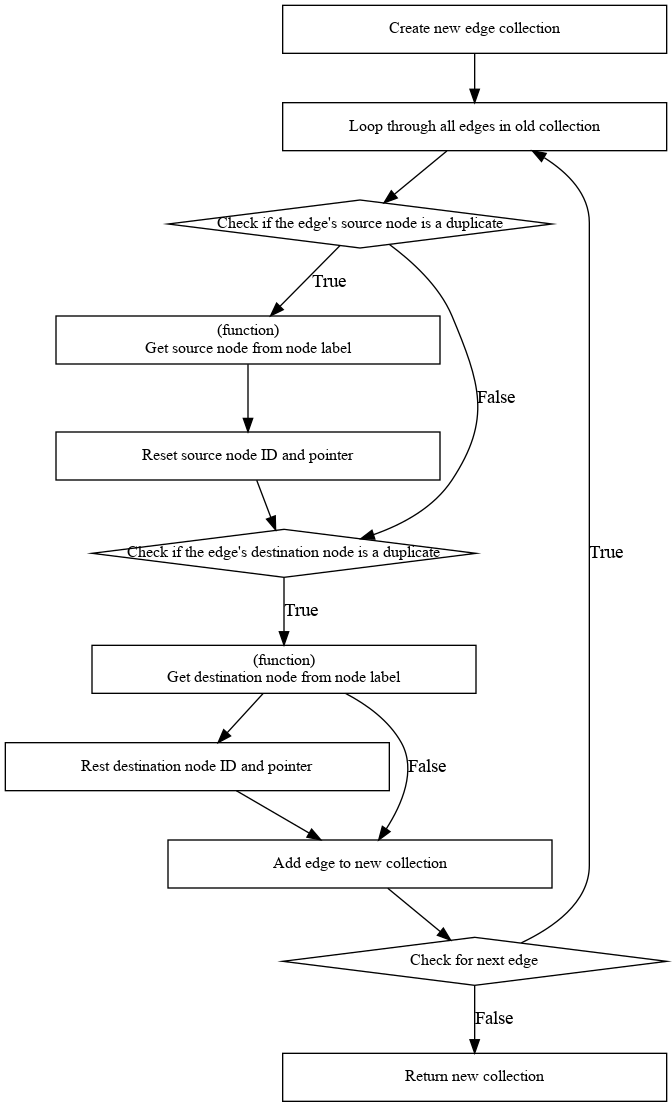 Create new edge collection
Loop through all edges in old collection
Check if the edge's source node is a duplicate
True
(function)
Get source node from node label
False
Reset source node ID and pointer
Check if the edge's destination node is a duplicate
True
True
(function)
Get destination node from node label
Rest destination node ID and pointer
False
Add edge to new collection
Check for next edge
False
Return new collection